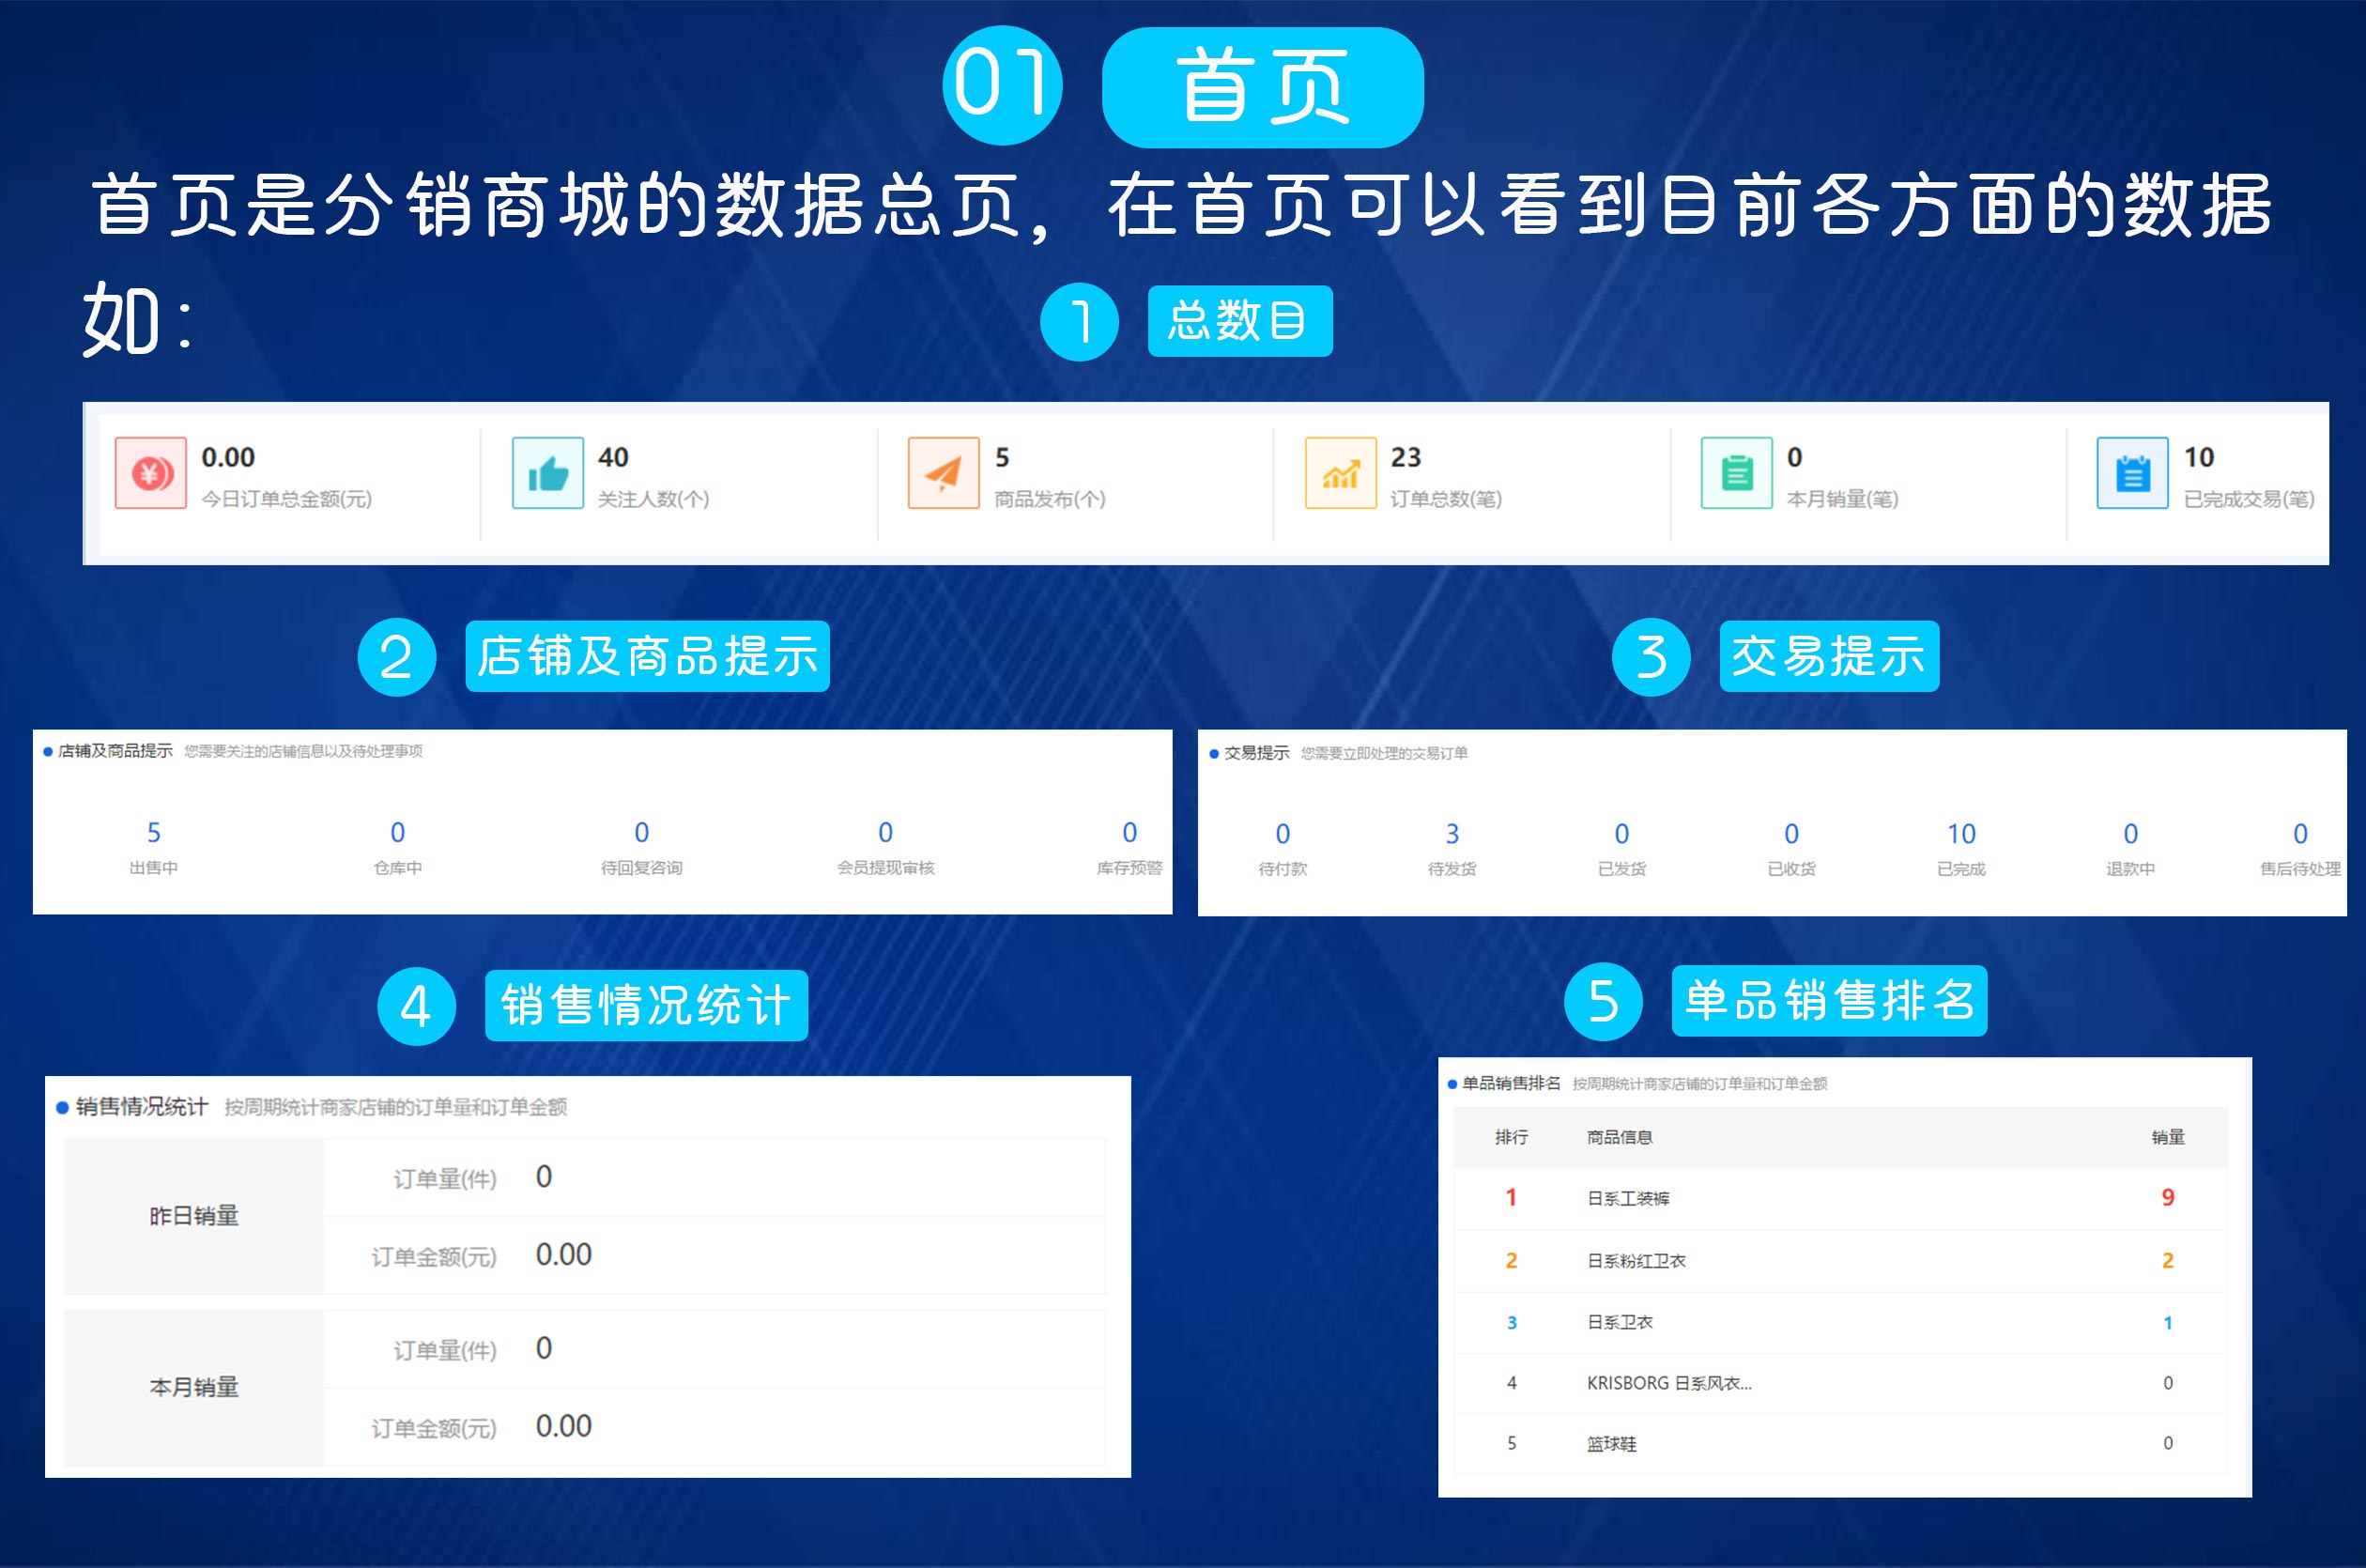 01 首页
首页是分销商城的数据总页，在首页可以看到目前各方面的数据
如：
1 总数目
0.00 40 5 23 0 10
今日订单总金额(元) 关注人数(个) 商品发布(个) 订单总数(笔) 本月销量(笔) 已完成交易(笔)
2 店铺及商品提示
店铺及商品提示 您需要关注的店铺信息以及待处理事项
5 0 0 0 0
出售中 仓库中 待回复咨询 会员提现审核 库存预警
3 交易提示
交易提示 您需要立即处理的交易订单
0 3 0 0 10 0 0
待付款 待发货 已发货 已收货 已完成 退款中 售后待处理
4 销售情况统计
销售情况统计 按周期统计商家店铺的订单量和订单金额
昨日销量
订单量(件) 0
订单金额(元) 0.00
本月销量
订单量(件) 0
订单金额(元) 0.00
5 单品销售排名
单品销售排名 按周期统计商家店铺的订单量和订单金额
排行 商品信息 销量
1 日系工装裤 9
2 日系粉红卫衣 2
3 日系卫衣 1
4 KRISBORG 日系风衣... 0
5 篮球鞋 0